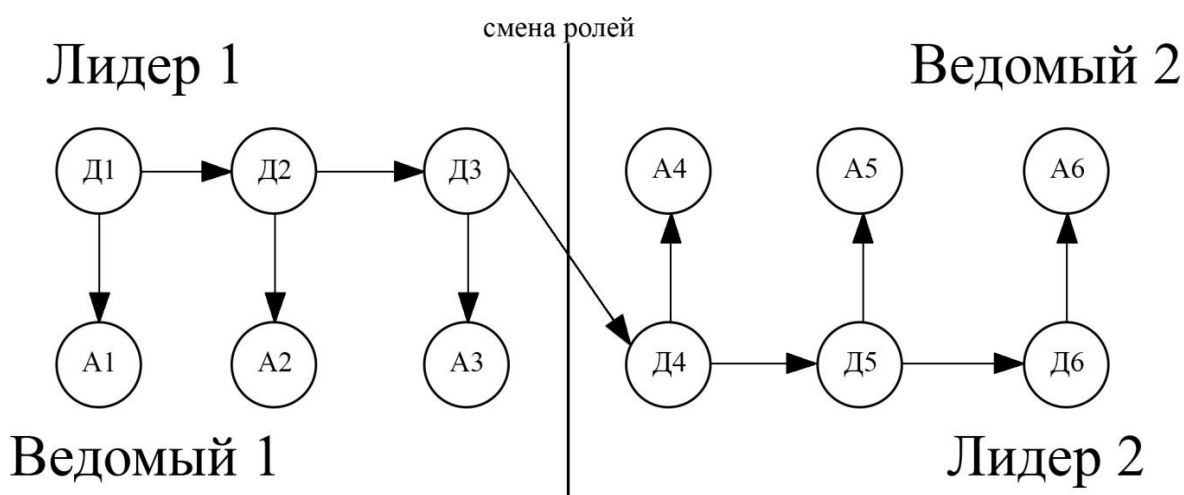 смена ролей
Лидер 1
Ведомый 2
Д1
Д2
Д3
А4
А5
А6
А1
А2
А3
Д4
Д5
Д6
Ведомый 1
Лидер 2